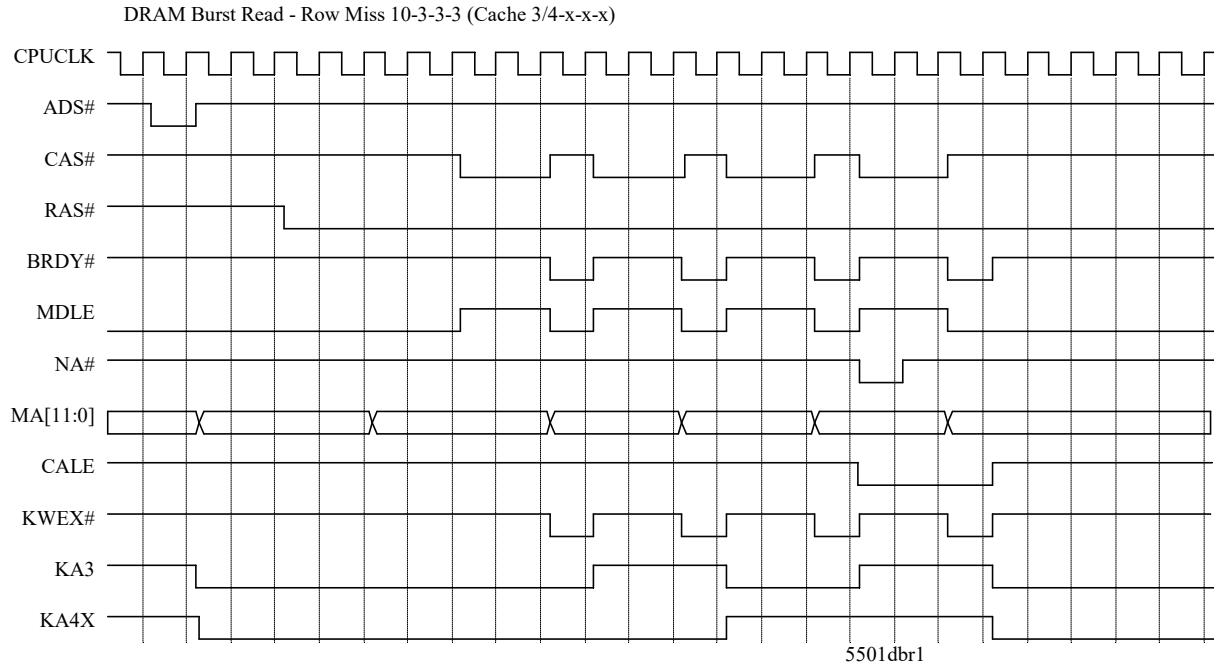 DRAM Burst Read - Row Miss 10-3-3-3 (Cache 3/4-x-x-x)
CPUCLK
ADS#
CAS#
RAS#
BRDY#
MDLE
NA#
MA[11:0]
CALE
KWEX#
KA3
KA4X
5501dbr1